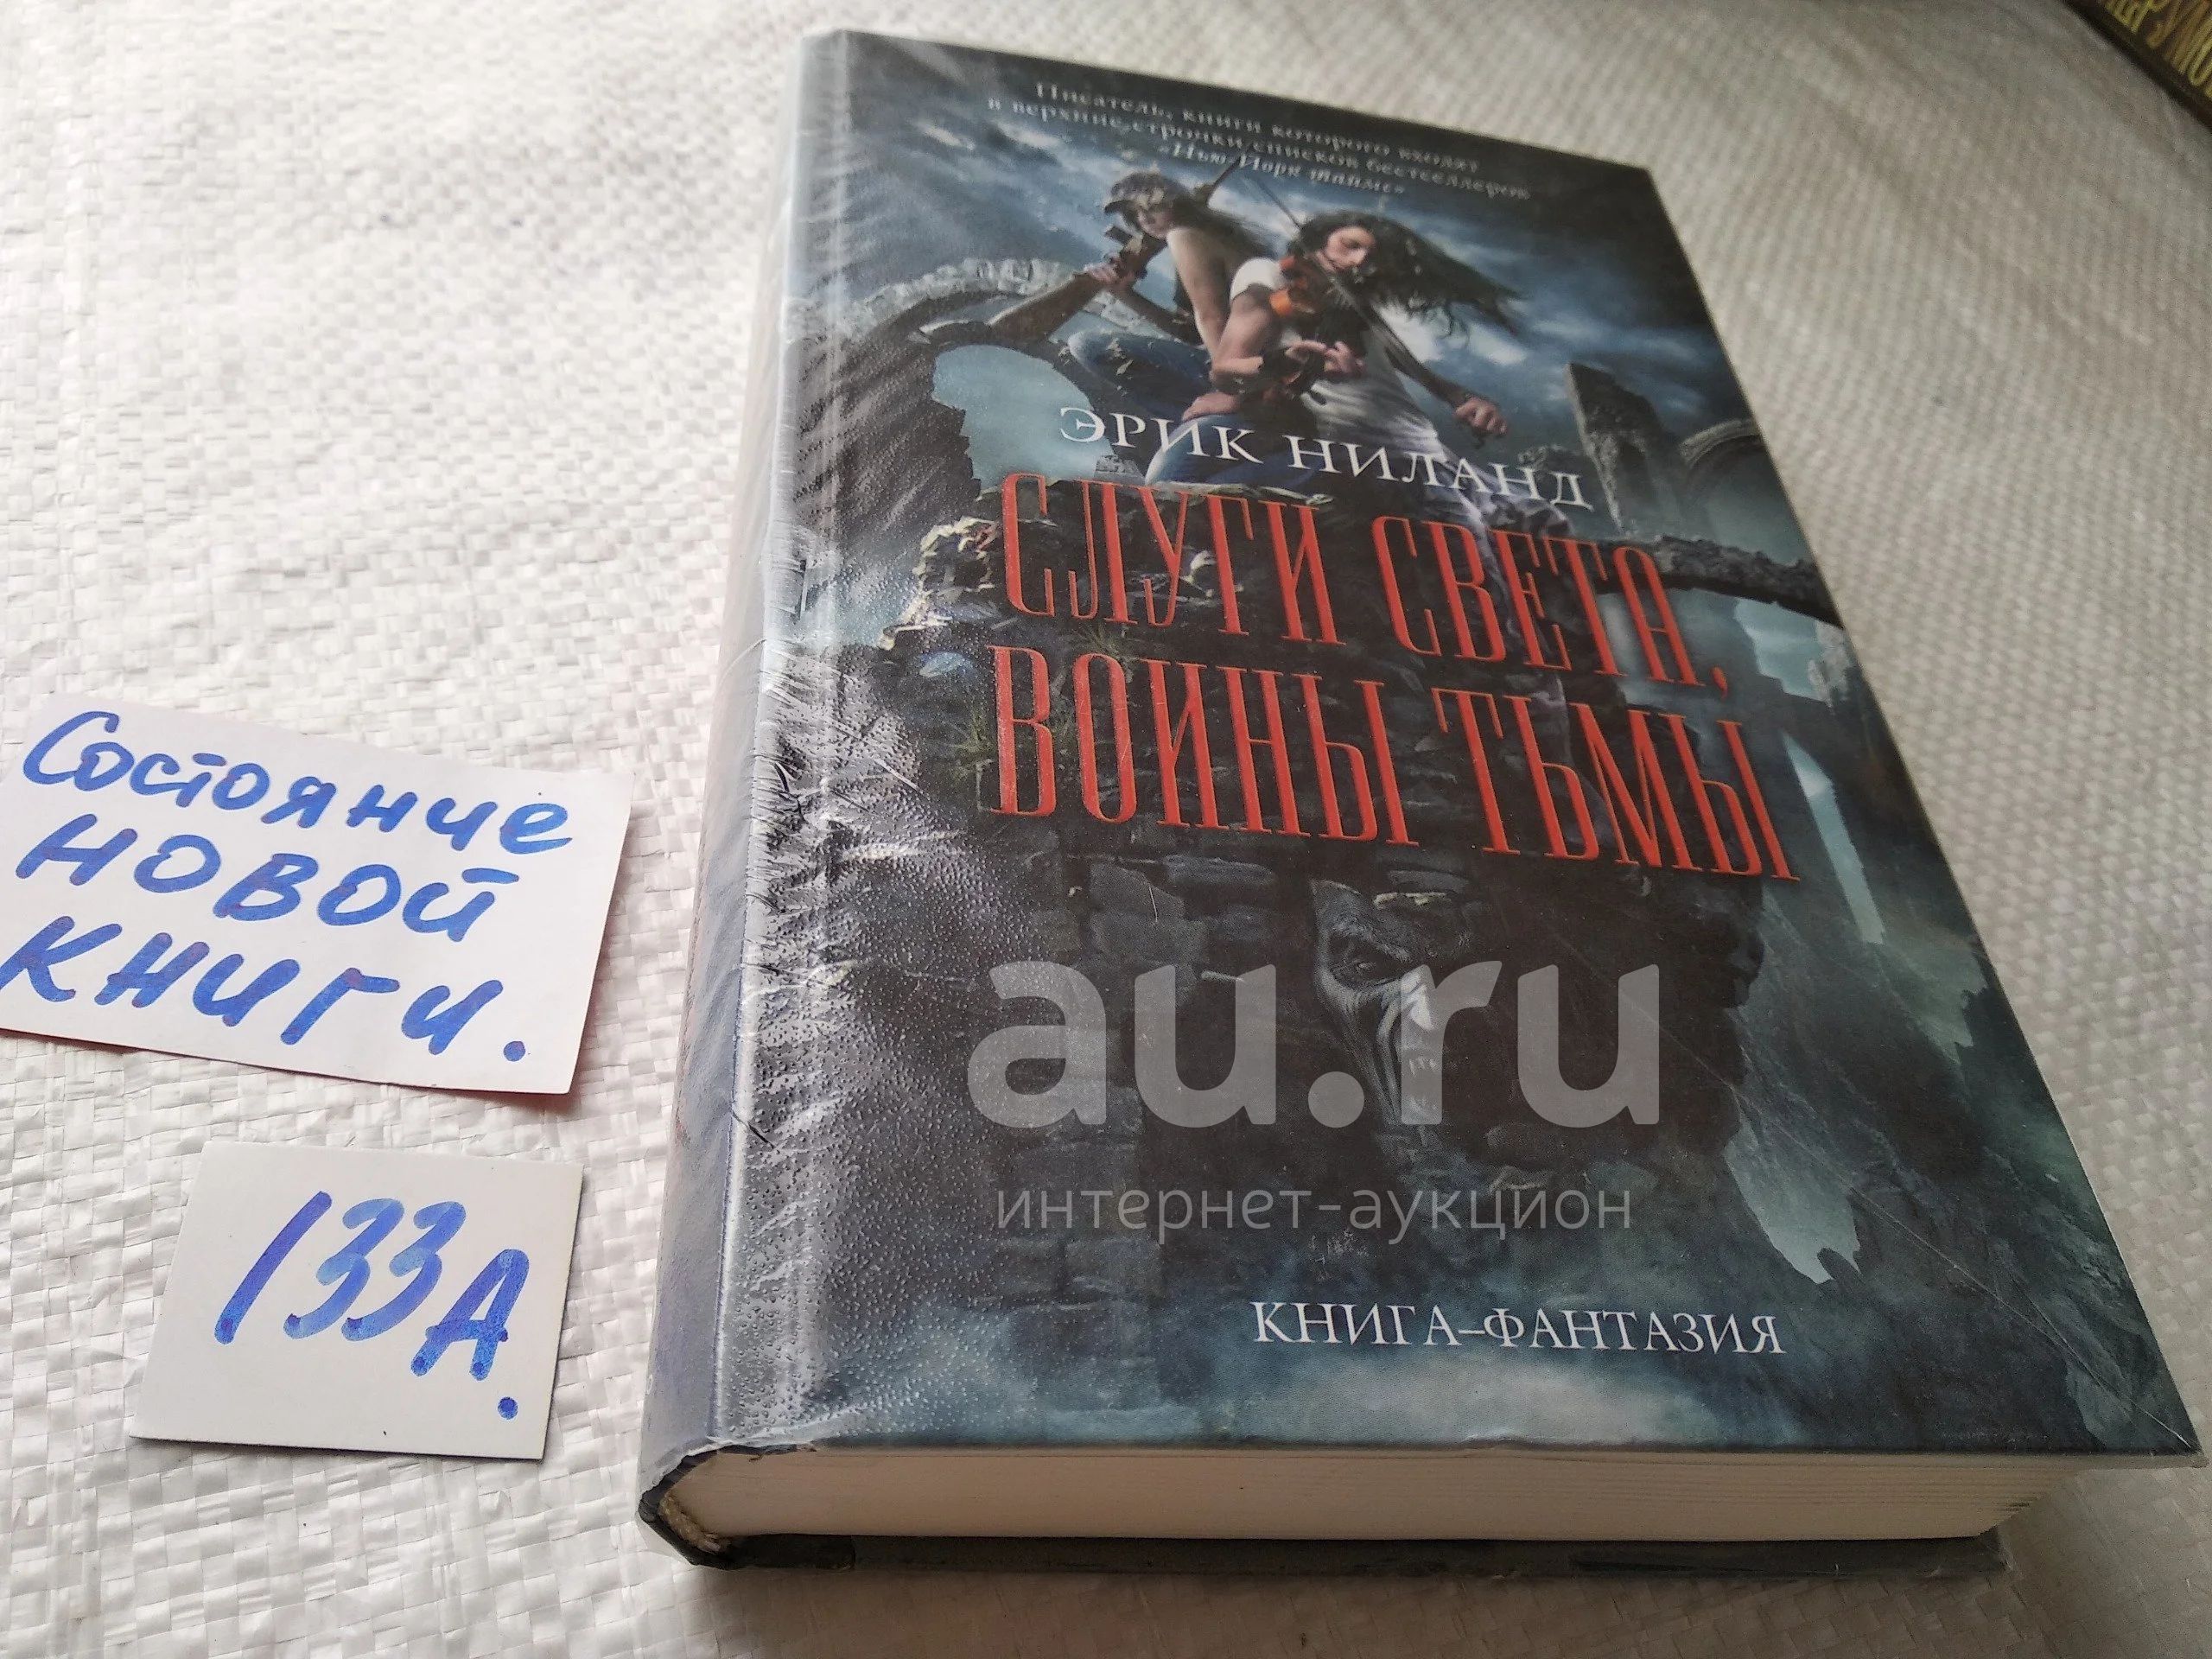 Писатель, книги которого входят
в верхние строчки списков бестселлеров
«Нью-Йорк таймс»
ЭРИК НИЛАНД
СЛУГИ СВЕТА,
ВОИНЫ ТЬМЫ
Состояние
новой
книги.
133А.
au.ru
интернет-аукцион
КНИГА-ФАНТАЗИЯ